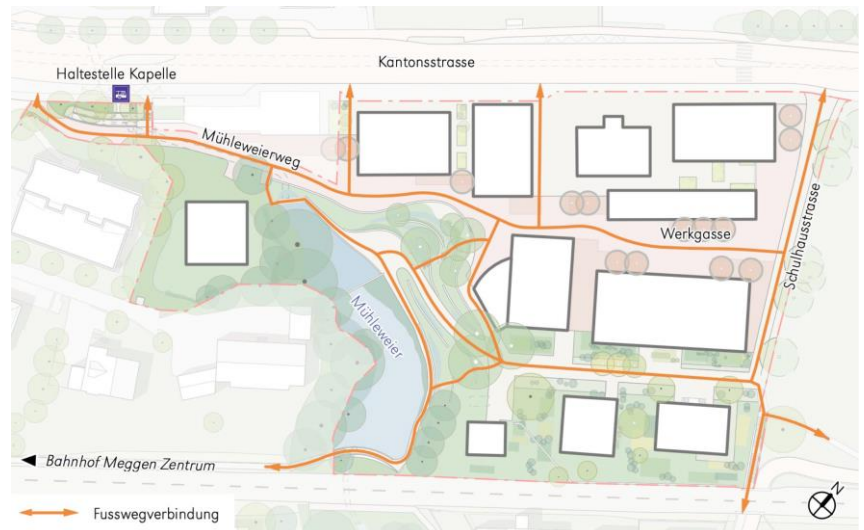 Kantonsstrasse
Haltestelle Kapelle
Mühleweierweg
Werkgasse
Schulhausstrasse
Mühleweier
Bahnhof Meggen Zentrum
N
Fusswegverbindung